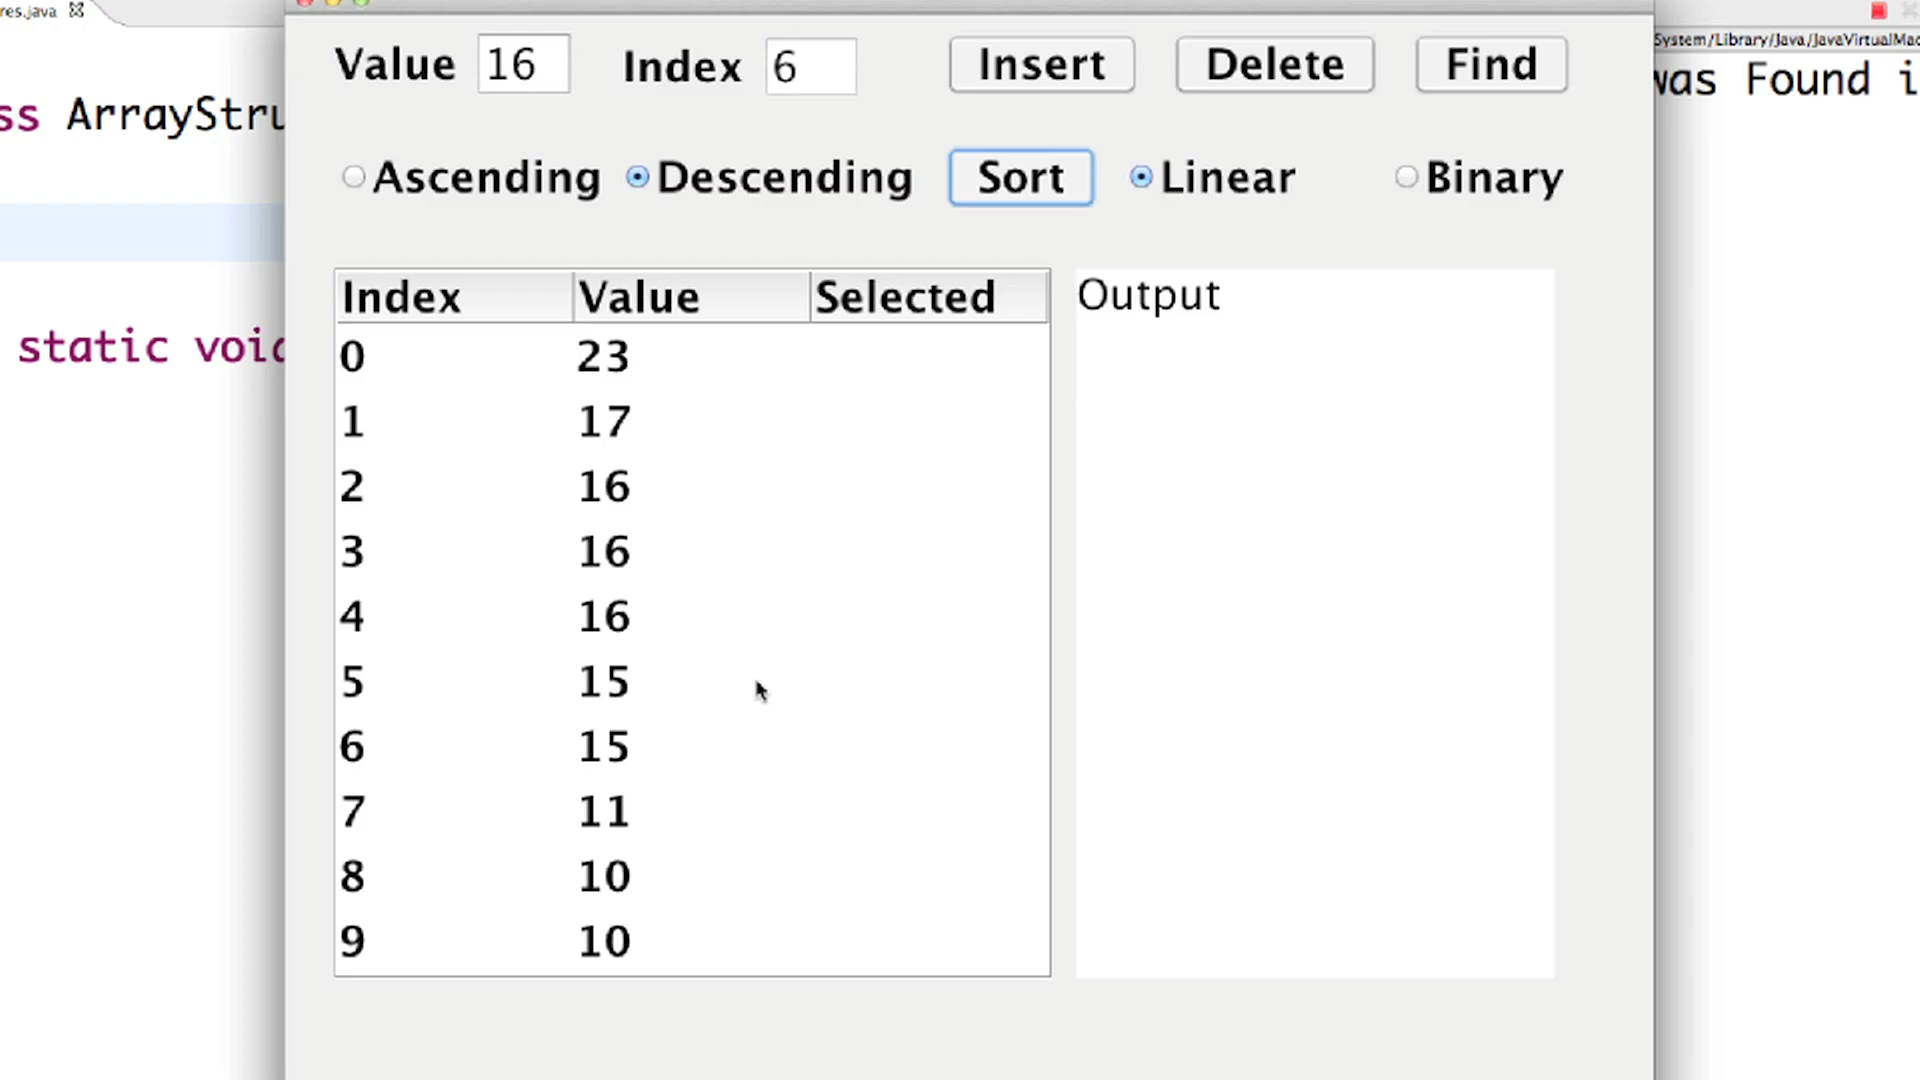 res.java
Value 16 Index 6 Insert Delete Find
System/Library/Java/JavaVirtualMac
was Found i
ss ArrayStru
Ascending Descending Sort Linear Binary
Index Value Selected
Output
static void
0 23
1 17
2 16
3 16
4 16
5 15
6 15
7 11
8 10
9 10